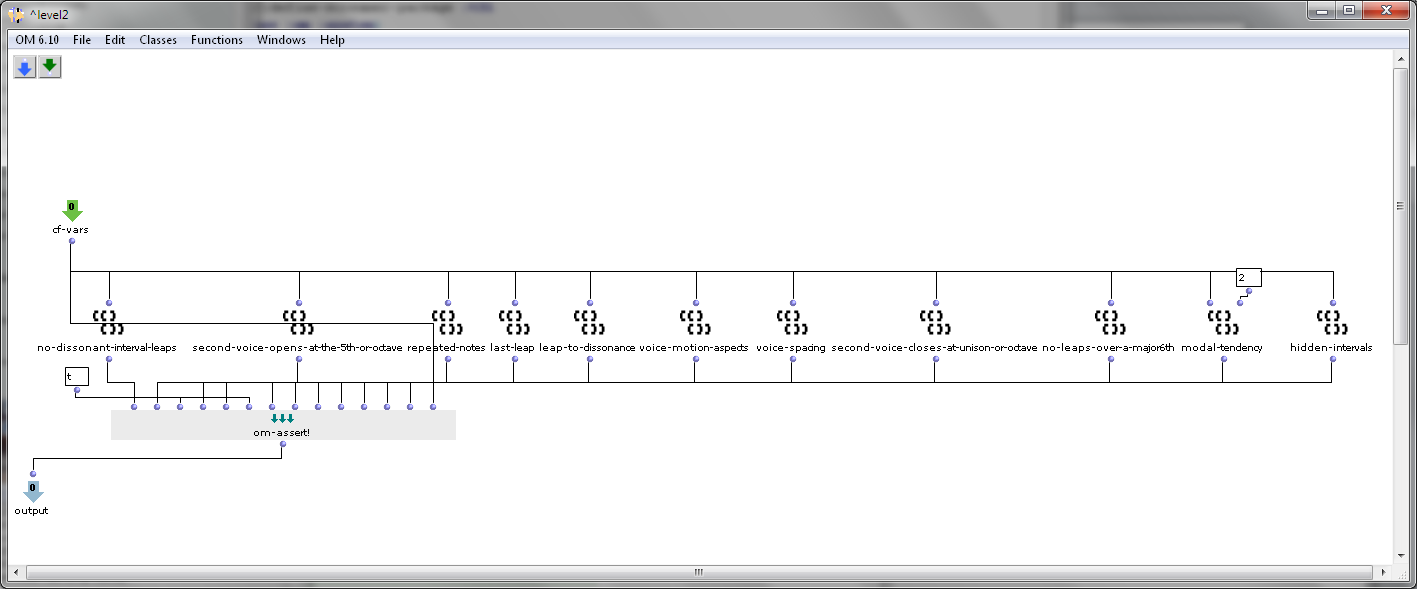 ^level2
OM 6.10 File Edit Classes Functions Windows Help
0
cf-vars
2
no-dissonant-interval-leaps second-voice-opens-at-the-5th-or-octave repeated-notes last-leap leap-to-dissonance voice-motion-aspects voice-spacing second-voice-closes-at-unison-or-octave no-leaps-over-a-major6th modal-tendency hidden-intervals
t
om-assert!
0
output